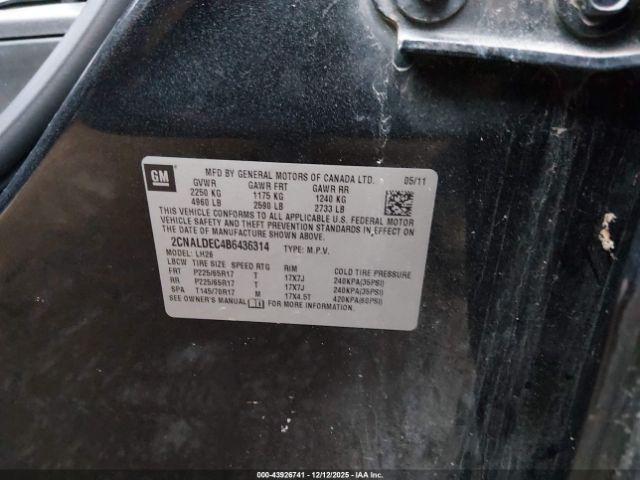 GM
MFD BY GENERAL MOTORS OF CANADA LTD. 05/11
GVWR GAWR FRT GAWR RR
2250 KG 1175 KG 1240 KG
4960 LB 2590 LB 2733 LB
THIS VEHICLE CONFORMS TO ALL APPLICABLE U.S. FEDERAL MOTOR
VEHICLE SAFETY AND THEFT PREVENTION STANDARDS IN EFFECT
ON THE DATE OF MANUFACTURE SHOWN ABOVE.
2CNALDEC4B6436314 TYPE: M.P.V.
MODEL: LH26
LBCW TIRE SIZE SPEED RTG RIM COLD TIRE PRESSURE
FRT P225/65R17 T 17X7J 240KPA(35PSI)
RR P225/65R17 T 17X7J 240KPA(35PSI)
SPA T145/70R17 M 17X4.5T 420KPA(60PSI)
SEE OWNER'S MANUAL FOR MORE INFORMATION.
000-43926741 - 12/12/2025 - IAA Inc.